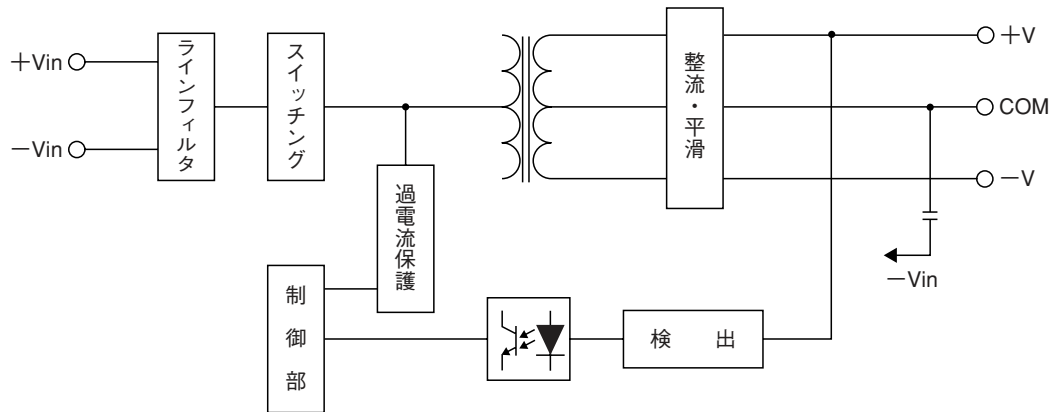 +Vin
−Vin
ラインフィルタ
スイッチング
過電流保護
制御部
整流・平滑
検出
+V
COM
−V
−Vin